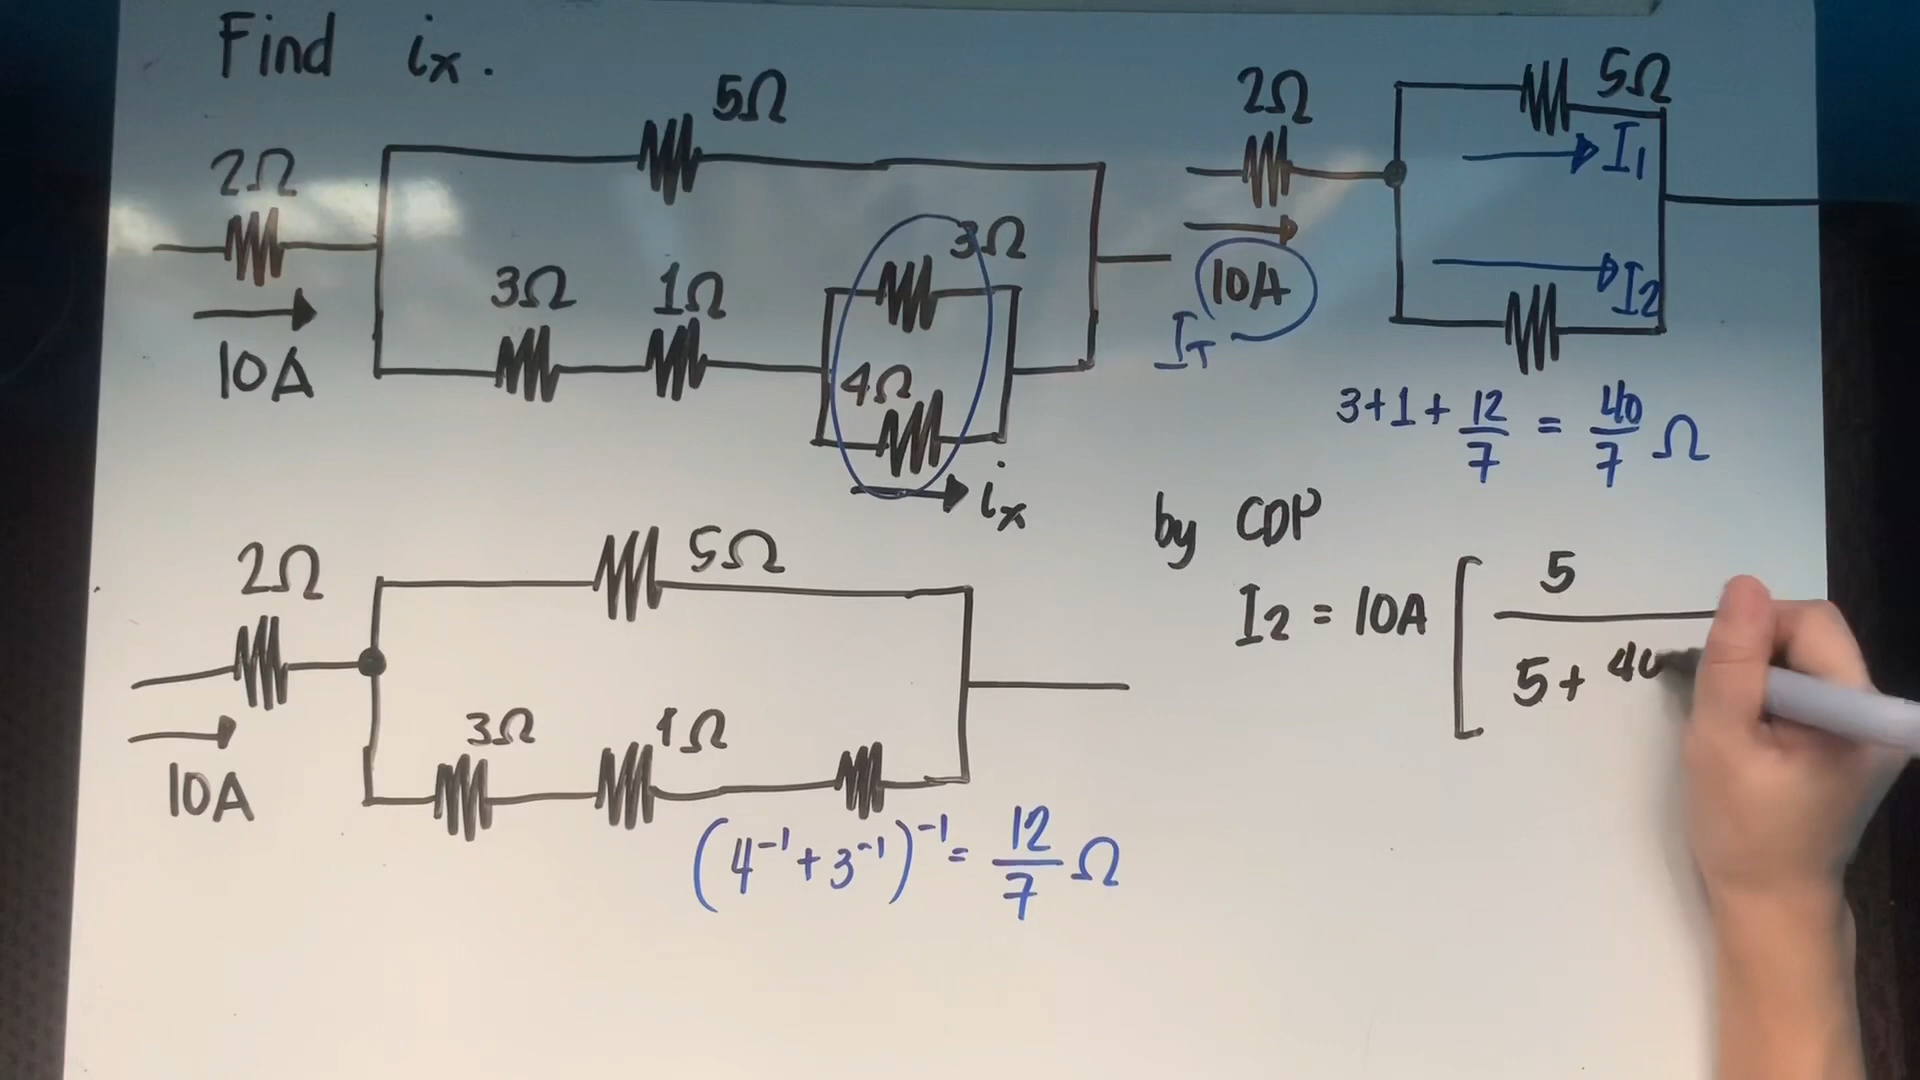 Find ix.
2Ω
10A
5Ω
3Ω
1Ω
3Ω
4Ω
ix
2Ω
10A
5Ω
3Ω
1Ω
(4⁻¹+3⁻¹)⁻¹= 12/7 Ω
2Ω
10A
I_T
5Ω
I₁
I₂
3+1+12/7 = 40/7 Ω
by CDP
I₂ = 10A [5/(5+40